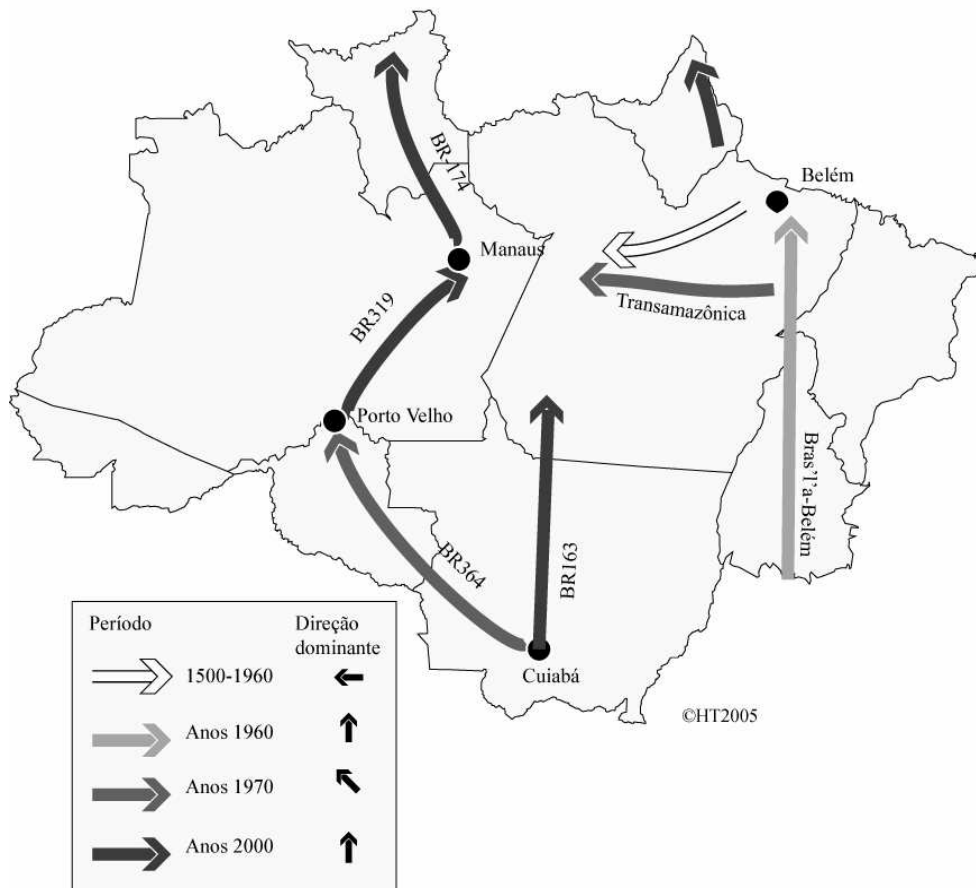 BR-174
Belém
Manaus
Transamazônica
BR319
Porto Velho
Bras'l'a-Belém
BR364
BR163
Cuiabá
©HT2005
Período
Direção
dominante
1500-1960
Anos 1960
Anos 1970
Anos 2000